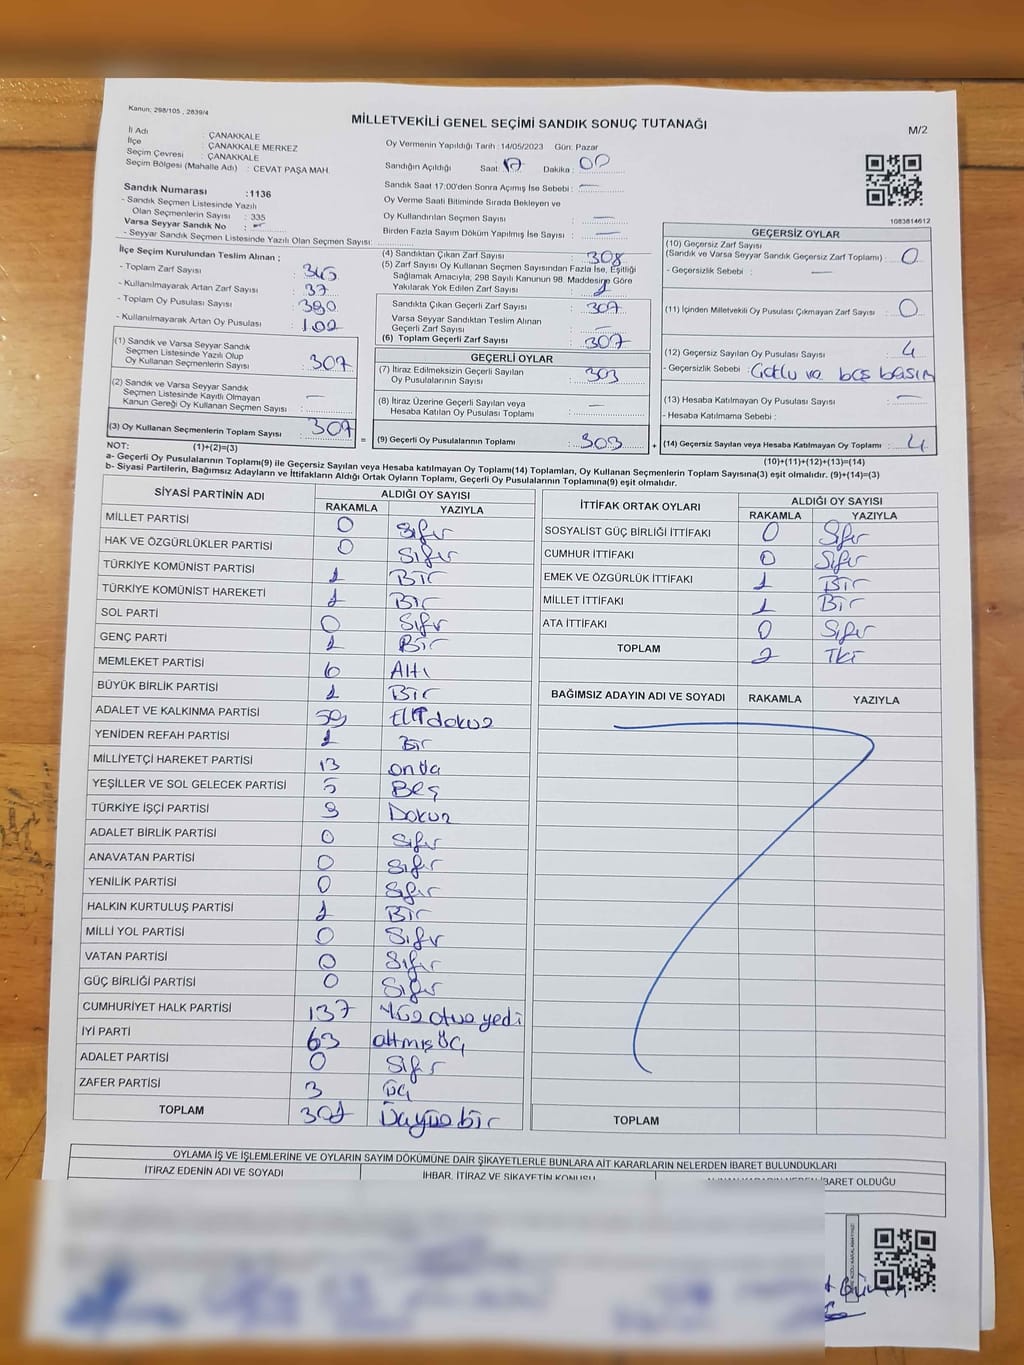 Kanun, 298/105 , 2839/4
MİLLETVEKİLİ GENEL SEÇİMİ SANDIK SONUÇ TUTANAĞI
M/2
İl Adı : ÇANAKKALE
İlçe : ÇANAKKALE MERKEZ
Seçim Çevresi : ÇANAKKALE
Seçim Bölgesi (Mahalle Adı) : CEVAT PAŞA MAH.
Sandık Numarası : 1136
- Sandık Seçmen Listesinde Yazılı
Olan Seçmenlerin Sayısı : 335
Varsa Seyyar Sandık No : -
- Seyyar Sandık Seçmen Listesinde Yazılı Olan Seçmen Sayısı:
Oy Vermenin Yapıldığı Tarih : 14/05/2023 Gün: Pazar
Sandığın Açıldığı Saat: 17 Dakika : 00
Sandık Saat 17:00'den Sonra Açımış İse Sebebi : —
Oy Verme Saati Bitiminde Sırada Bekleyen ve
Oy Kullandırılan Seçmen Sayısı : —
Birden Fazla Sayım Döküm Yapılmış İse Sayısı : —
1083814612
İlçe Seçim Kurulundan Teslim Alınan ;
- Toplam Zarf Sayısı : 345
- Kullanılmayarak Artan Zarf Sayısı : 37
- Toplam Oy Pusulası Sayısı : 380
- Kullanılmayarak Artan Oy Pusulası : 102
(1) Sandık ve Varsa Seyyar Sandık
Seçmen Listesinde Yazılı Olup
Oy Kullanan Seçmenlerin Sayısı : 307
(2) Sandık ve Varsa Seyyar Sandık
Seçmen Listesinde Kayıtlı Olmayan
Kanun Gereği Oy Kullanan Seçmen Sayısı : —
(3) Oy Kullanan Seçmenlerin Toplam Sayısı : 307
(1)+(2)=(3)
(4) Sandıktan Çıkan Zarf Sayısı : 308
(5) Zarf Sayısı Oy Kullanan Seçmen Sayısından Fazla İse, Eşitliği
Sağlamak Amacıyla; 298 Sayılı Kanunun 98. Maddesine Göre
Yakılarak Yok Edilen Zarf Sayısı : 1
Sandıkta Çıkan Geçerli Zarf Sayısı : 307
Varsa Seyyar Sandıktan Teslim Alınan
Geçerli Zarf Sayısı : —
(6) Toplam Geçerli Zarf Sayısı : 307
GEÇERLİ OYLAR
(7) İtiraz Edilmeksizin Geçerli Sayılan
Oy Pusulalarının Sayısı : 303
(8) İtiraz Üzerine Geçerli Sayılan veya
Hesaba Katılan Oy Pusulası Toplamı : —
= (9) Geçerli Oy Pusulalarının Toplamı : 303 +
GEÇERSİZ OYLAR
(10) Geçersiz Zarf Sayısı
(Sandık ve Varsa Seyyar Sandık Geçersiz Zarf Toplamı) : 0
- Geçersizlik Sebebi : —
(11) İçinden Milletvekili Oy Pusulası Çıkmayan Zarf Sayısı : 0
(12) Geçersiz Sayılan Oy Pusulası Sayısı : 4
- Geçersizlik Sebebi :
(13) Hesaba Katılmayan Oy Pusulası Sayısı : —
- Hesaba Katılmama Sebebi :
(14) Geçersiz Sayılan veya Hesaba Katılmayan Oy Toplamı : 4
(10)+(11)+(12)+(13)=(14)
NOT:
a- Geçerli Oy Pusulalarının Toplamı(9) ile Geçersiz Sayılan veya Hesaba katılmayan Oy Toplamı(14) Toplamları, Oy Kullanan Seçmenlerin Toplam Sayısına(3) eşit olmalıdır. (9)+(14)=(3)
b- Siyasi Partilerin, Bağımsız Adayların ve İttifakların Aldığı Ortak Oyların Toplamı, Geçerli Oy Pusulalarının Toplamına(9) eşit olmalıdır.
SİYASİ PARTİNİN ADI ALDIĞI OY SAYISI
RAKAMLA YAZIYLA
MİLLET PARTİSİ 0 Sıfır
HAK VE ÖZGÜRLÜKLER PARTİSİ 0 Sıfır
TÜRKİYE KOMÜNİST PARTİSİ 1 Bir
TÜRKİYE KOMÜNİST HAREKETİ 1 Bir
SOL PARTİ 0 Sıfır
GENÇ PARTİ 1 Bir
MEMLEKET PARTİSİ 6 Altı
BÜYÜK BİRLİK PARTİSİ 1 Bir
ADALET VE KALKINMA PARTİSİ 59 Ellidokuz
YENİDEN REFAH PARTİSİ 1 Bir
MİLLİYETÇİ HAREKET PARTİSİ 13 onüç
YEŞİLLER VE SOL GELECEK PARTİSİ 5 Beş
TÜRKİYE İŞÇİ PARTİSİ 9 Dokuz
ADALET BİRLİK PARTİSİ 0 Sıfır
ANAVATAN PARTİSİ 0 Sıfır
YENİLİK PARTİSİ 0 Sıfır
HALKIN KURTULUŞ PARTİSİ 1 Bir
MİLLİ YOL PARTİSİ 0 Sıfır
VATAN PARTİSİ 0 Sıfır
GÜÇ BİRLİĞİ PARTİSİ 0 Sıfır
CUMHURİYET HALK PARTİSİ 137 Yüz otuz yedi
İYİ PARTİ 63 altmış üç
ADALET PARTİSİ 0 Sıfır
ZAFER PARTİSİ 3 üç
TOPLAM 301 Üçyüz bir
İTTİFAK ORTAK OYLARI ALDIĞI OY SAYISI
RAKAMLA YAZIYLA
SOSYALİST GÜÇ BİRLİĞİ İTTİFAKI 0 Sıfır
CUMHUR İTTİFAKI 0 Sıfır
EMEK VE ÖZGÜRLÜK İTTİFAKI 1 Bir
MİLLET İTTİFAKI 1 Bir
ATA İTTİFAKI 0 Sıfır
TOPLAM 2 İki
BAĞIMSIZ ADAYIN ADI VE SOYADI RAKAMLA YAZIYLA
TOPLAM
OYLAMA İŞ VE İŞLEMLERİNE VE OYLARIN SAYIM DÖKÜMÜNE DAİR ŞİKAYETLERLE BUNLARA AİT KARARLARIN NELERDEN İBARET BULUNDUKLARI
İTİRAZ EDENİN ADI VE SOYADI İHBAR, İTİRAZ VE ŞİKAYETİN KONUSU İBARET OLDUĞU